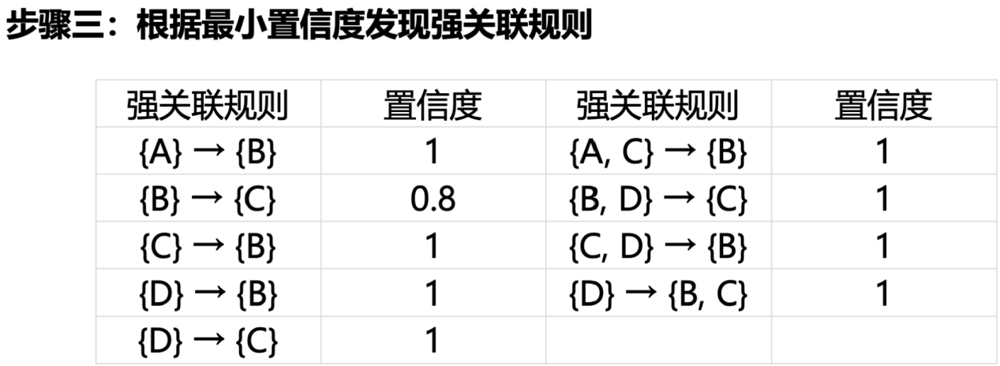 步骤三：根据最小置信度发现强关联规则
强关联规则 置信度 强关联规则 置信度
{A} → {B} 1 {A, C} → {B} 1
{B} → {C} 0.8 {B, D} → {C} 1
{C} → {B} 1 {C, D} → {B} 1
{D} → {B} 1 {D} → {B, C} 1
{D} → {C} 1